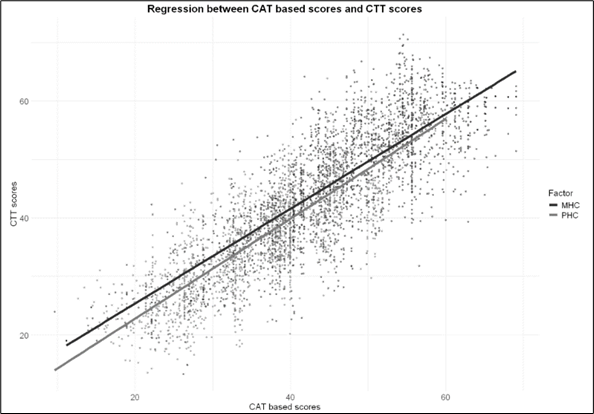 Regression between CAT based scores and CTT scores
60
40
20
CTT scores
20 40 60
CAT based scores
Factor
MHC
PHC